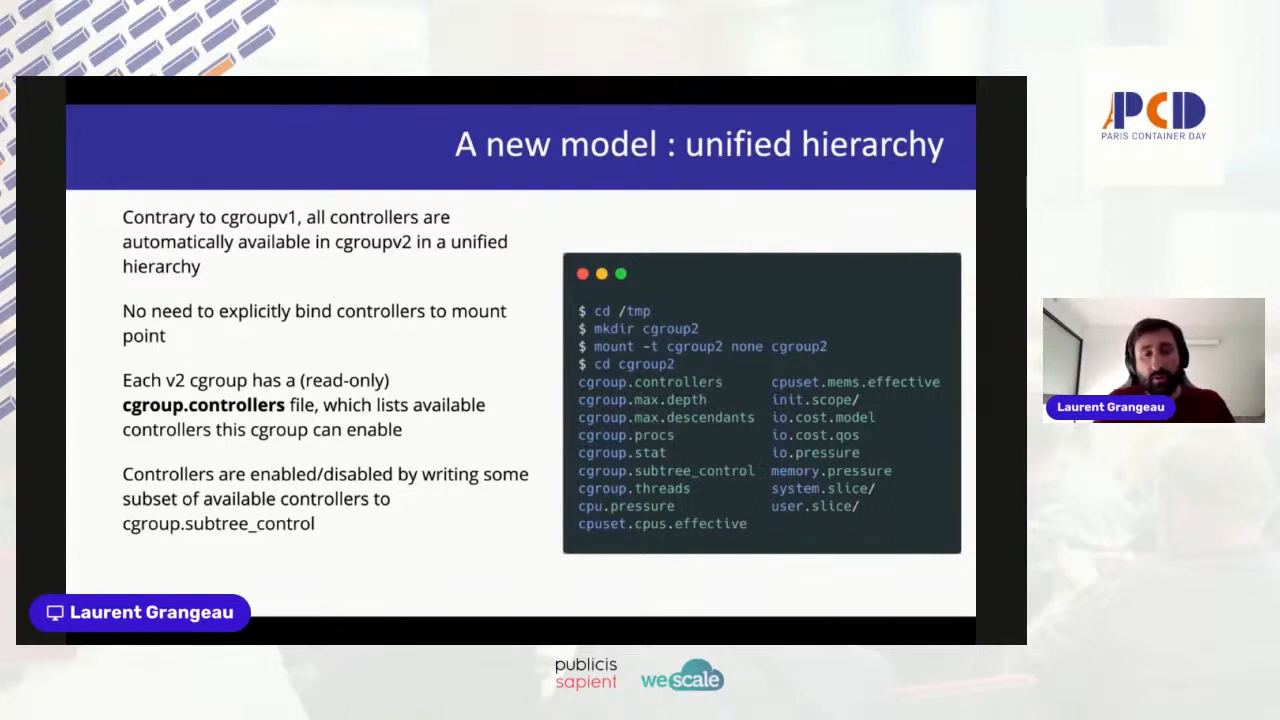 A new model : unified hierarchy
Contrary to cgroupv1, all controllers are
automatically available in cgroupv2 in a unified
hierarchy
No need to explicitly bind controllers to mount
point
Each v2 cgroup has a (read-only)
cgroup.controllers file, which lists available
controllers this cgroup can enable
Controllers are enabled/disabled by writing some
subset of available controllers to
cgroup.subtree_control
$ cd /tmp
$ mkdir cgroup2
$ mount -t cgroup2 none cgroup2
$ cd cgroup2
cgroup.controllers cpuset.mems.effective
cgroup.max.depth init.scope/
cgroup.max.descendants io.cost.model
cgroup.procs io.cost.qos
cgroup.stat io.pressure
cgroup.subtree_control memory.pressure
cgroup.threads system.slice/
cpu.pressure user.slice/
cpuset.cpus.effective
Laurent Grangeau
PCD
PARIS CONTAINER DAY
Laurent Grangeau
publicis
sapient
wescale